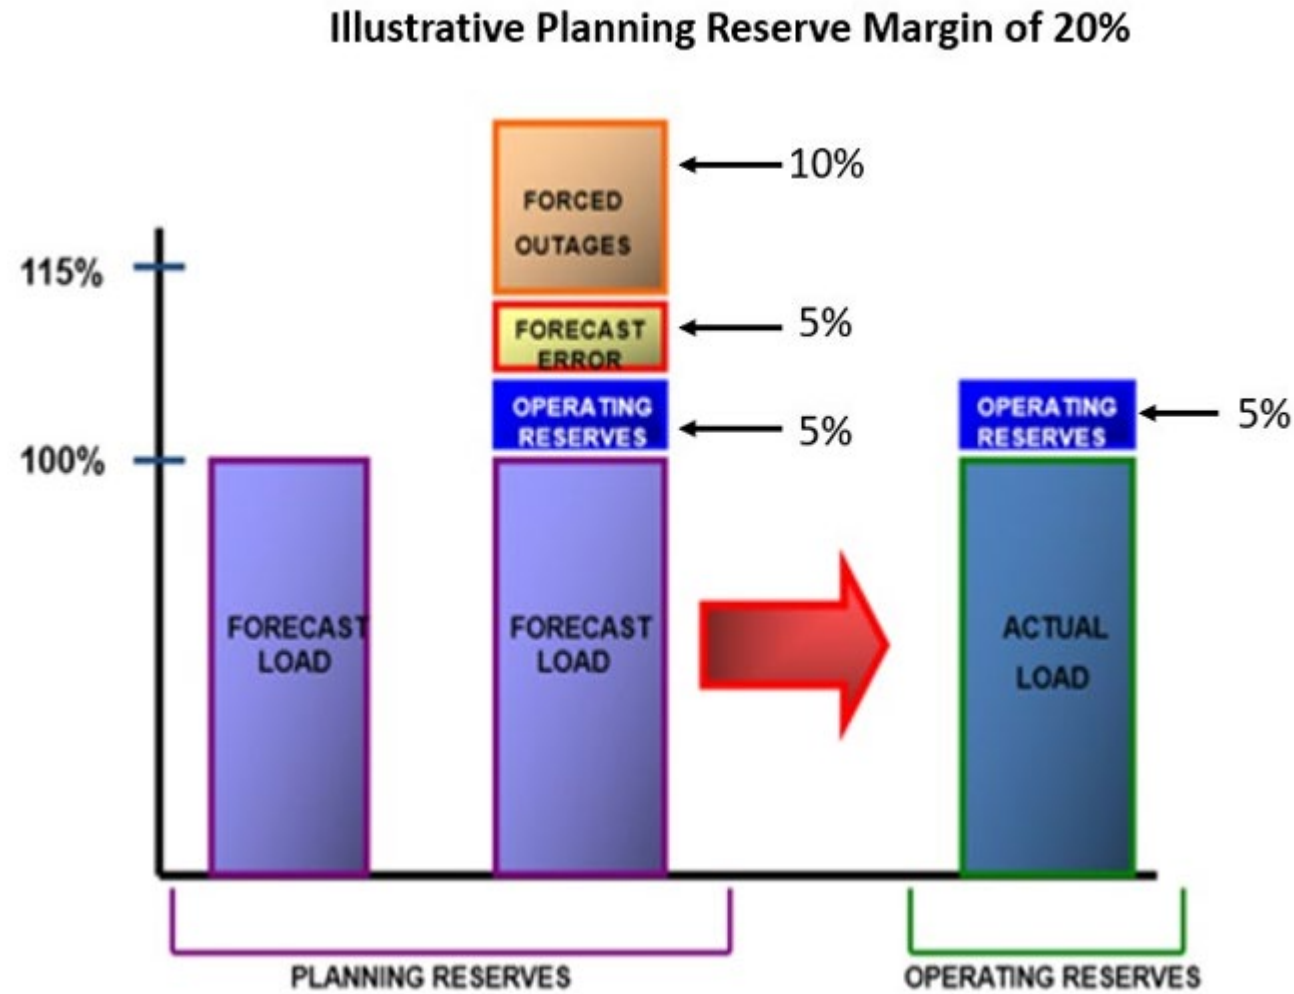 Illustrative Planning Reserve Margin of 20%
10%
FORCED
OUTAGES
115%
FORECAST
ERROR
5%
OPERATING
RESERVES
5%
OPERATING
RESERVES
5%
100%
FORECAST
LOAD
FORECAST
LOAD
ACTUAL
LOAD
PLANNING RESERVES
OPERATING RESERVES